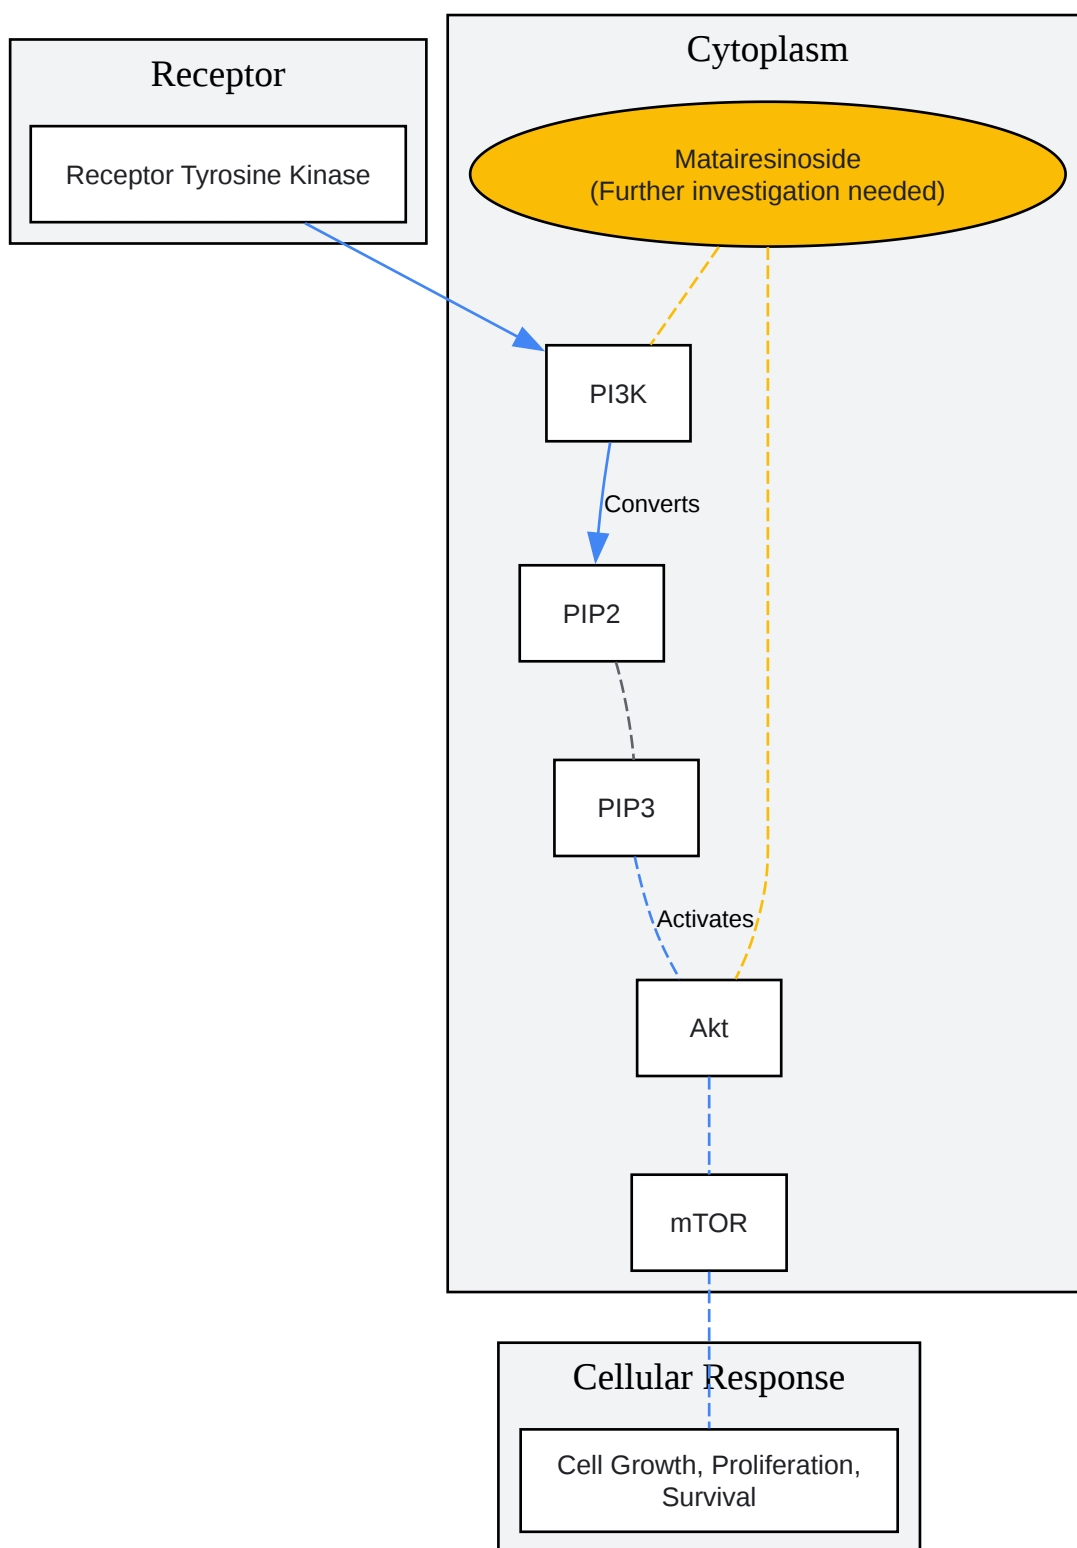 Receptor
Receptor Tyrosine Kinase
Cytoplasm
Matairesinoside
(Further investigation needed)
PI3K
Converts
PIP2
PIP3
Activates
Akt
mTOR
Cellular Response
Cell Growth, Proliferation,
Survival